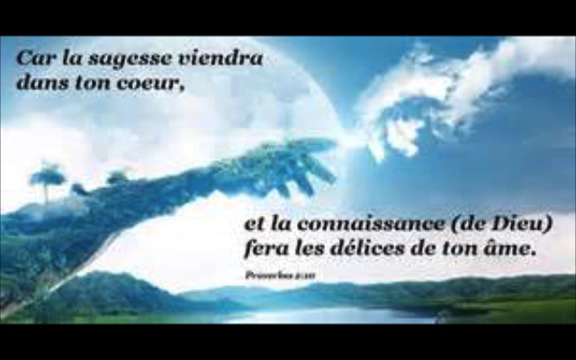 Car la sagesse viendra
dans ton coeur,
et la connaissance (de Dieu)
fera les délices de ton âme.
Proverbes 2:10